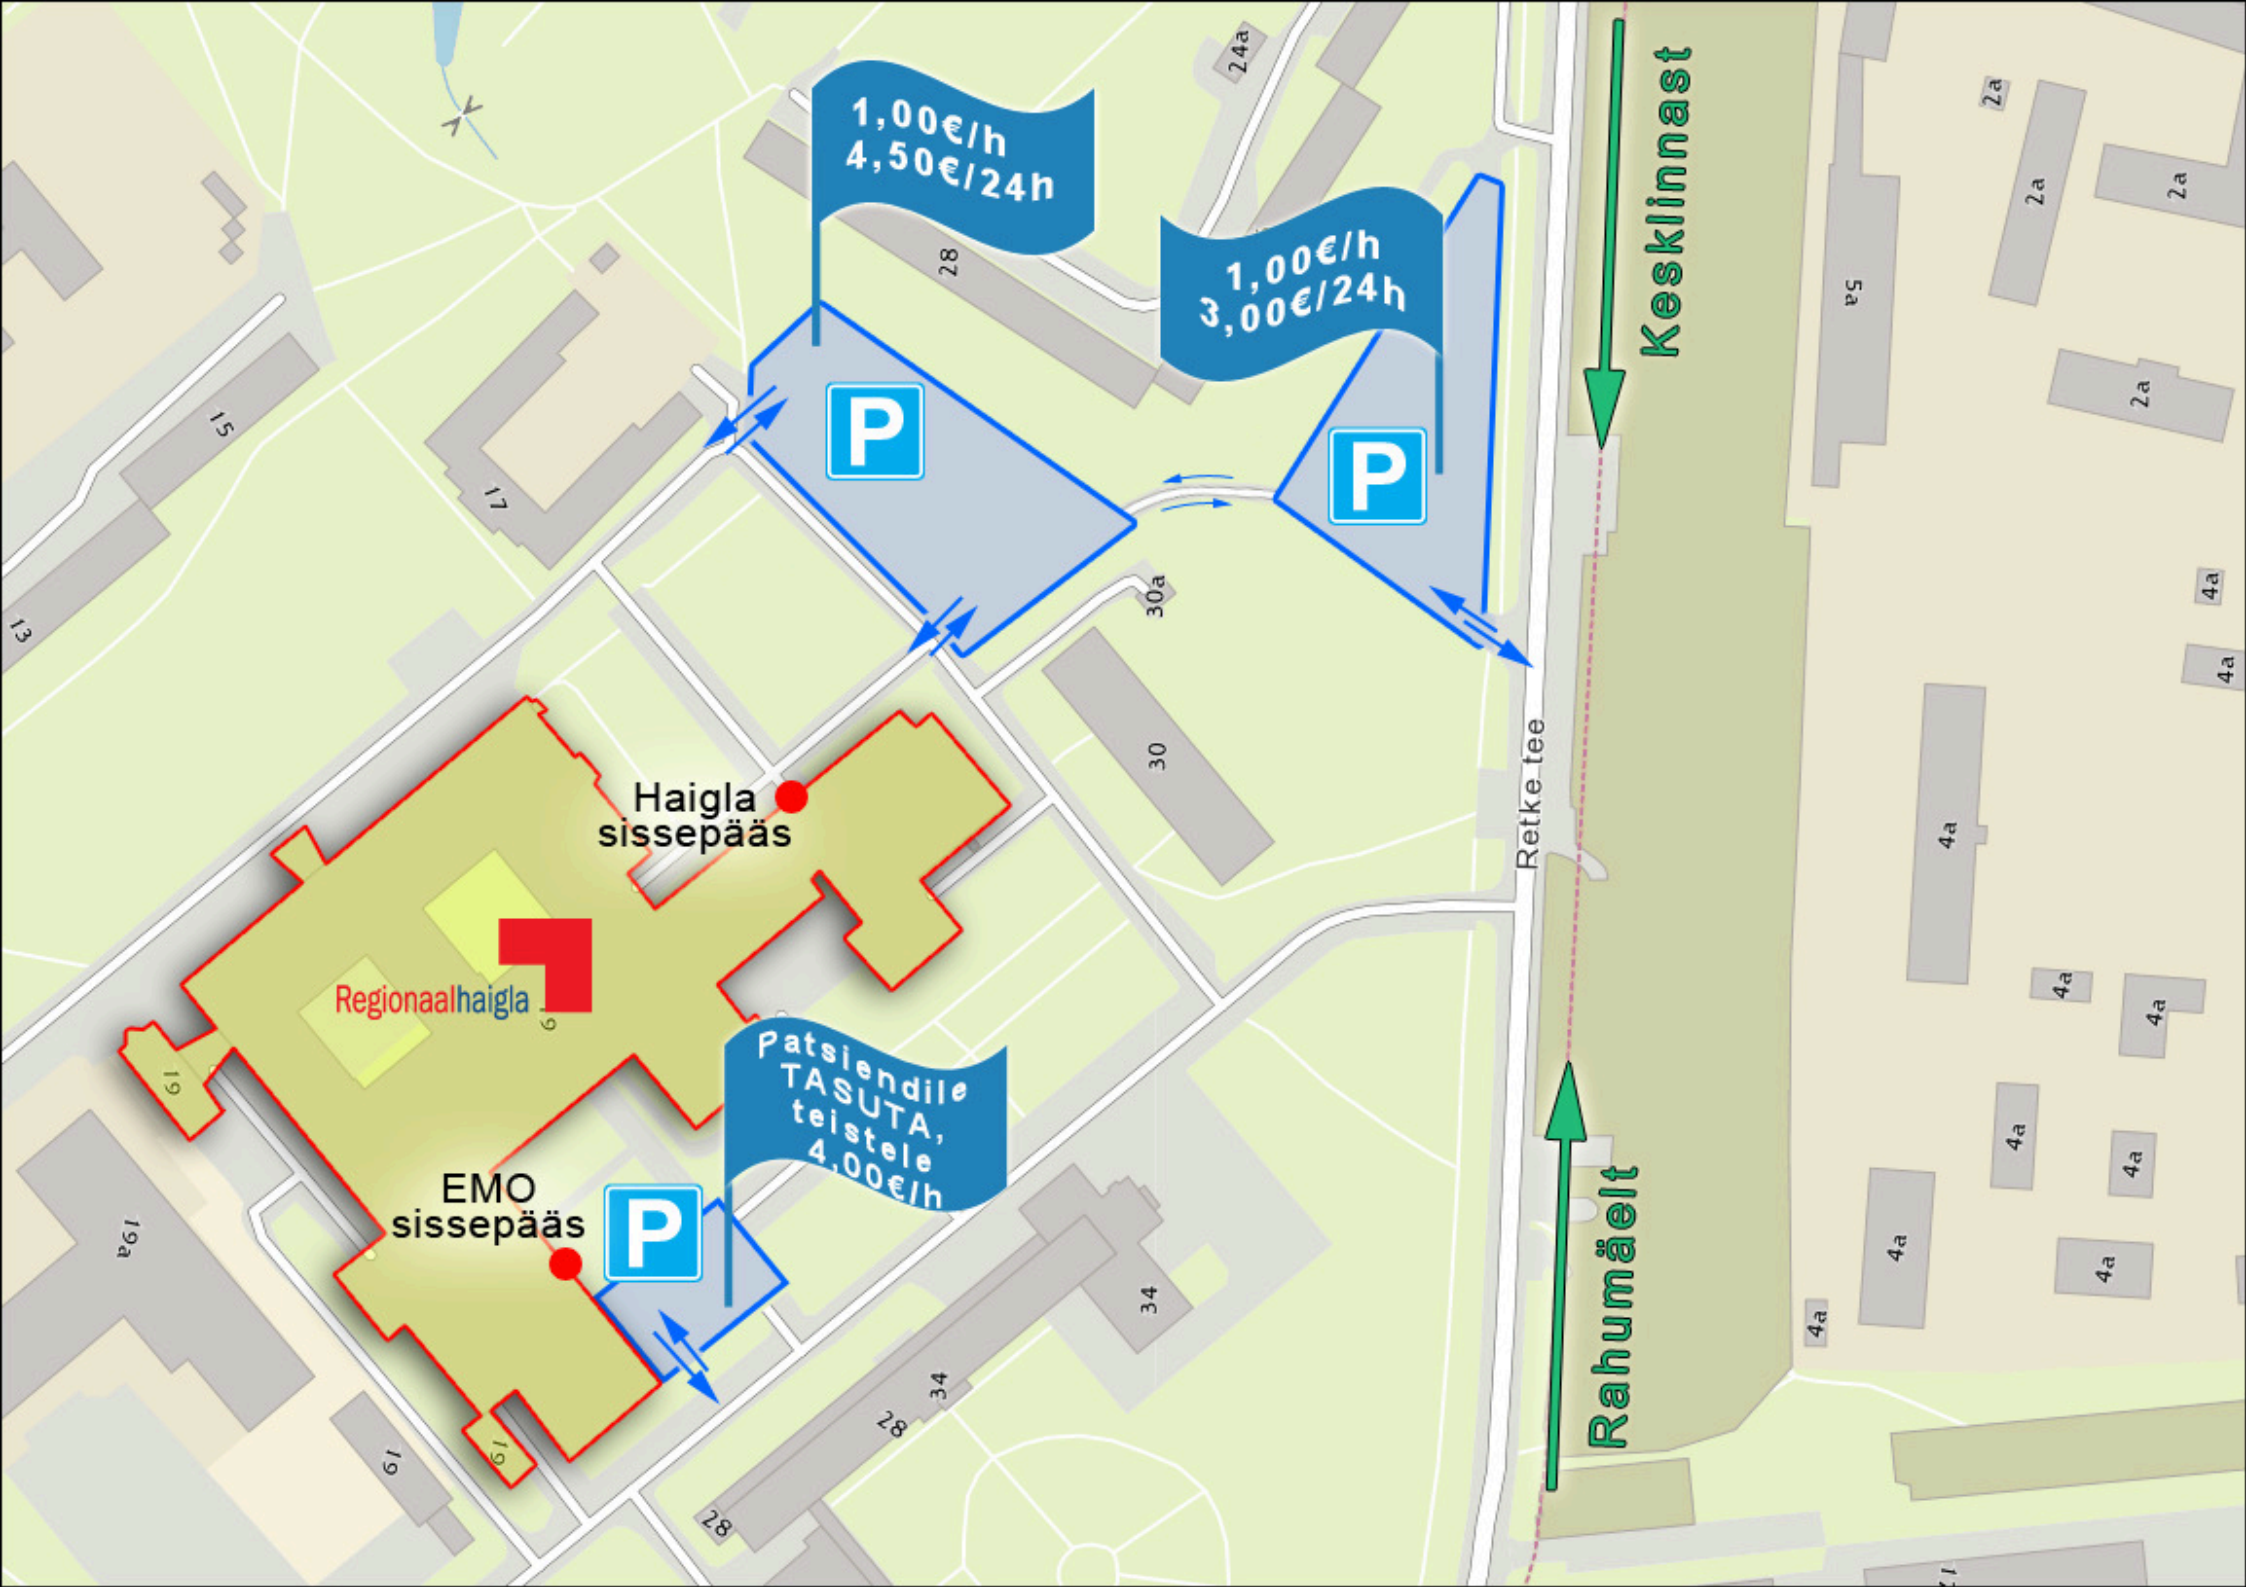 24a
1,00€/h
4,50€/24h
P
28
1,00€/h
3,00€/24h
P
Kesklinnast
2a
2a
2a
5a
2a
15
17
13
30a
4a
4a
30
Retke tee
4a
Haigla
sissepääs
Regionaalhaigla
19
4a
4a
19
Patsiendile
TASUTA,
teistele
4,00€/h
4a
4a
EMO
sissepääs
P
19a
Rahumäelt
4a
4a
4a
34
34
28
19
19
28